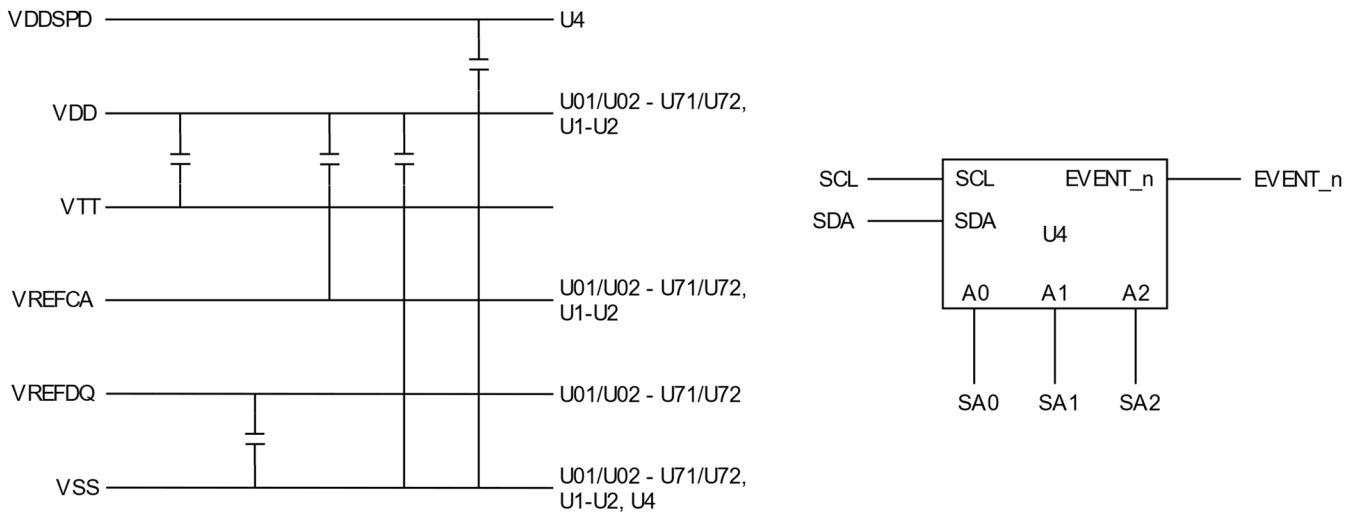 VDDSPD
U4
VDD
U01/U02 - U71/U72,
U1-U2
VTT
VREFCA
U01/U02 - U71/U72,
U1-U2
VREFDQ
U01/U02 - U71/U72
VSS
U01/U02 - U71/U72,
U1-U2, U4
SCL
SCL
EVENT_n
EVENT_n
SDA
SDA
U4
A0
A1
A2
SA0
SA1
SA2